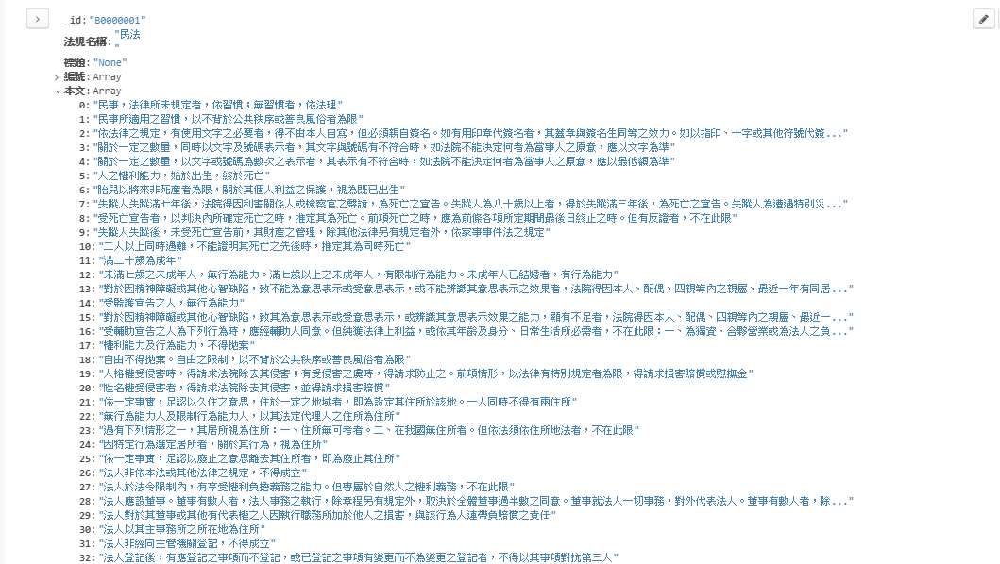 _id: "B0000001"
法規名稱: "民法
"
標題: "None"
編號: Array
本文: Array
0: "民事，法律所未規定者，依習慣；無習慣者，依法理"
1: "民事所適用之習慣，以不背於公共秩序或善良風俗者為限"
2: "依法律之規定，有使用文字之必要者，得不由本人自寫，但必須親自簽名。如有用印章代簽名者，其蓋章與簽名生同等之效力。如以指印、十字或其他符號代簽..."
3: "關於一定之數量，同時以文字及號碼表示者，其文字與號碼有不符合時，如法院不能決定何者為當事人之原意，應以文字為準"
4: "關於一定之數量，以文字或號碼為數次之表示者，其表示有不符合時，如法院不能決定何者為當事人之原意，應以最低額為準"
5: "人之權利能力，始於出生，終於死亡"
6: "胎兒以將來非死產者為限，關於其個人利益之保護，視為既已出生"
7: "失蹤人失蹤滿七年後，法院得因利害關係人或檢察官之聲請，為死亡之宣告。失蹤人為八十歲以上者，得於失蹤滿三年後，為死亡之宣告。失蹤人為遭遇特別災..."
8: "受死亡宣告者，以判決內所確定死亡之時，推定其為死亡。前項死亡之時，應為前條各項所定期間最後日終止之時。但有反證者，不在此限"
9: "失蹤人失蹤後，未受死亡宣告前，其財產之管理，除其他法律另有規定者外，依家事事件法之規定"
10: "二人以上同時遇難，不能證明其死亡之先後時，推定其為同時死亡"
11: "滿二十歲為成年"
12: "未滿七歲之未成年人，無行為能力。滿七歲以上之未成年人，有限制行為能力。未成年人已結婚者，有行為能力"
13: "對於因精神障礙或其他心智缺陷，致不能為意思表示或受意思表示，或不能辨識其意思表示之效果者，法院得因本人、配偶、四親等內之親屬、最近一年有同居..."
14: "受監護宣告之人，無行為能力"
15: "對於因精神障礙或其他心智缺陷，致其為意思表示或受意思表示，或辨識其意思表示效果之能力，顯有不足者，法院得因本人、配偶、四親等內之親屬、最近一..."
16: "受輔助宣告之人為下列行為時，應經輔助人同意。但純獲法律上利益，或依其年齡及身分、日常生活所必需者，不在此限：一、為獨資、合夥營業或為法人之負..."
17: "權利能力及行為能力，不得拋棄"
18: "自由不得拋棄。自由之限制，以不背於公共秩序或善良風俗者為限"
19: "人格權受侵害時，得請求法院除去其侵害；有受侵害之虞時，得請求防止之。前項情形，以法律有特別規定者為限，得請求損害賠償或慰撫金"
20: "姓名權受侵害者，得請求法院除去其侵害，並得請求損害賠償"
21: "依一定事實，足認以久住之意思，住於一定之地域者，即為設定其住所於該地。一人同時不得有兩住所"
22: "無行為能力人及限制行為能力人，以其法定代理人之住所為住所"
23: "遇有下列情形之一，其居所視為住所：一、住所無可考者。二、在我國無住所者。但依法須依住所地法者，不在此限"
24: "因特定行為選定居所者，關於其行為，視為住所"
25: "依一定事實，足認以廢止之意思離去其住所者，即為廢止其住所"
26: "法人非依本法或其他法律之規定，不得成立"
27: "法人於法令限制內，有享受權利負擔義務之能力。但專屬於自然人之權利義務，不在此限"
28: "法人應設董事。董事有數人者，法人事務之執行，除章程另有規定外，取決於全體董事過半數之同意。董事就法人一切事務，對外代表法人。董事有數人者，除..."
29: "法人對於其董事或其他有代表權之人因執行職務所加於他人之損害，與該行為人連帶負賠償之責任"
30: "法人以其主事務所之所在地為住所"
31: "法人非經向主管機關登記，不得成立"
32: "法人登記後，有應登記之事項而不登記，或已登記之事項有變更而不為變更之登記者，不得以其事項對抗第三人"